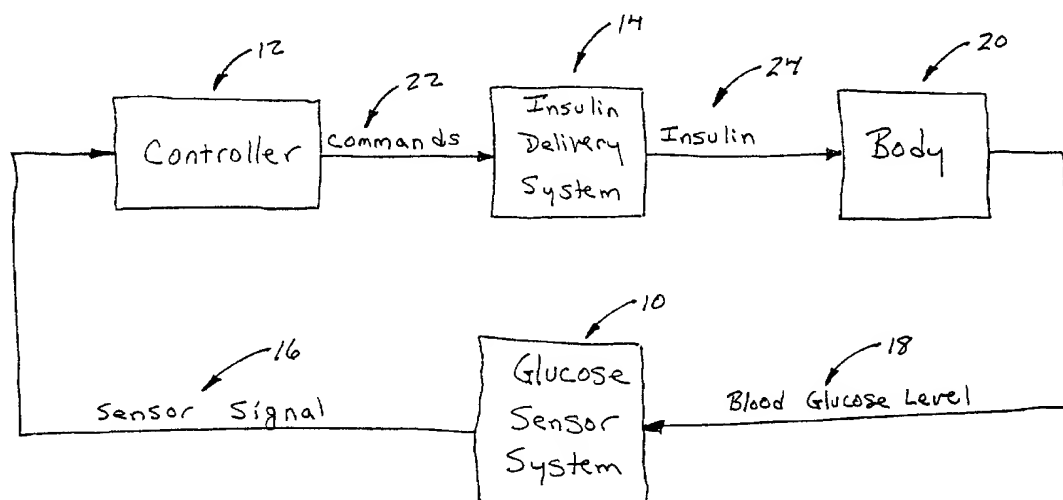 12
22
14
24
20
Controller
commands
Insulin
Delivery
System
Insulin
Body
10
16
18
Sensor Signal
Glucose
Sensor
System
Blood Glucose Level